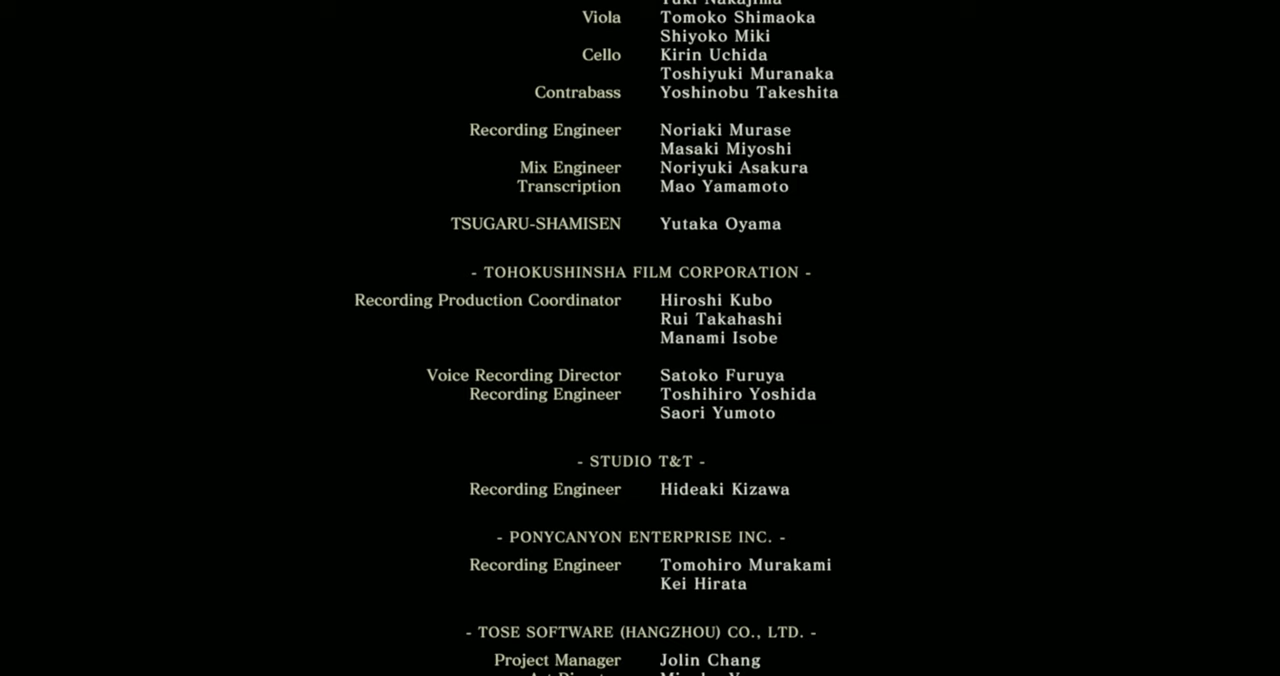 Yuki Nakajima
Viola Tomoko Shimaoka
Shiyoko Miki
Cello Kirin Uchida
Toshiyuki Muranaka
Contrabass Yoshinobu Takeshita
Recording Engineer Noriaki Murase
Masaki Miyoshi
Mix Engineer Noriyuki Asakura
Transcription Mao Yamamoto
TSUGARU-SHAMISEN Yutaka Oyama
- TOHOKUSHINSHA FILM CORPORATION -
Recording Production Coordinator Hiroshi Kubo
Rui Takahashi
Manami Isobe
Voice Recording Director Satoko Furuya
Recording Engineer Toshihiro Yoshida
Saori Yumoto
- STUDIO T&T -
Recording Engineer Hideaki Kizawa
- PONYCANYON ENTERPRISE INC. -
Recording Engineer Tomohiro Murakami
Kei Hirata
- TOSE SOFTWARE (HANGZHOU) CO., LTD. -
Project Manager Jolin Chang